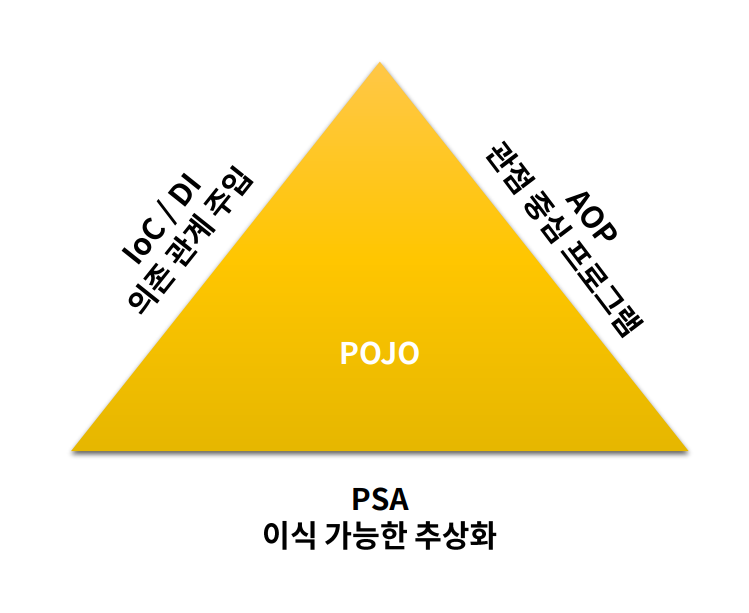 IoC / DI
의존 관계 주입
AOP
관점 중심 프로그램
POJO
PSA
이식 가능한 추상화